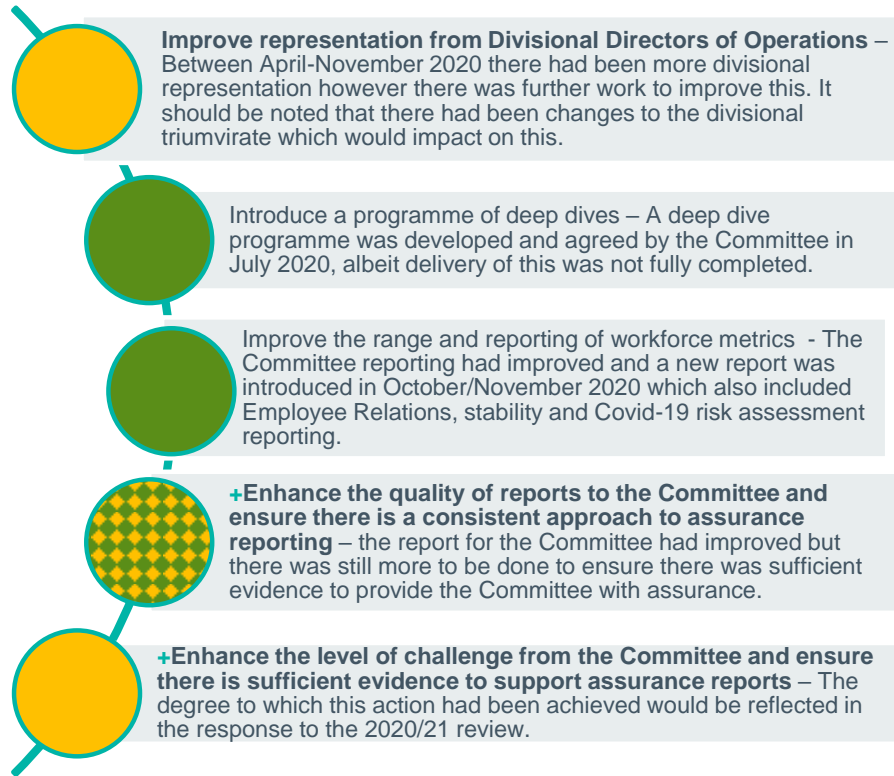 Improve representation from Divisional Directors of Operations –
Between April-November 2020 there had been more divisional
representation however there was further work to improve this. It
should be noted that there had been changes to the divisional
triumvirate which would impact on this.
Introduce a programme of deep dives – A deep dive
programme was developed and agreed by the Committee in
July 2020, albeit delivery of this was not fully completed.
Improve the range and reporting of workforce metrics - The
Committee reporting had improved and a new report was
introduced in October/November 2020 which also included
Employee Relations, stability and Covid-19 risk assessment
reporting.
+Enhance the quality of reports to the Committee and
ensure there is a consistent approach to assurance
reporting – the report for the Committee had improved but
there was still more to be done to ensure there was sufficient
evidence to provide the Committee with assurance.
+Enhance the level of challenge from the Committee and ensure
there is sufficient evidence to support assurance reports – The
degree to which this action had been achieved would be reflected in
the response to the 2020/21 review.